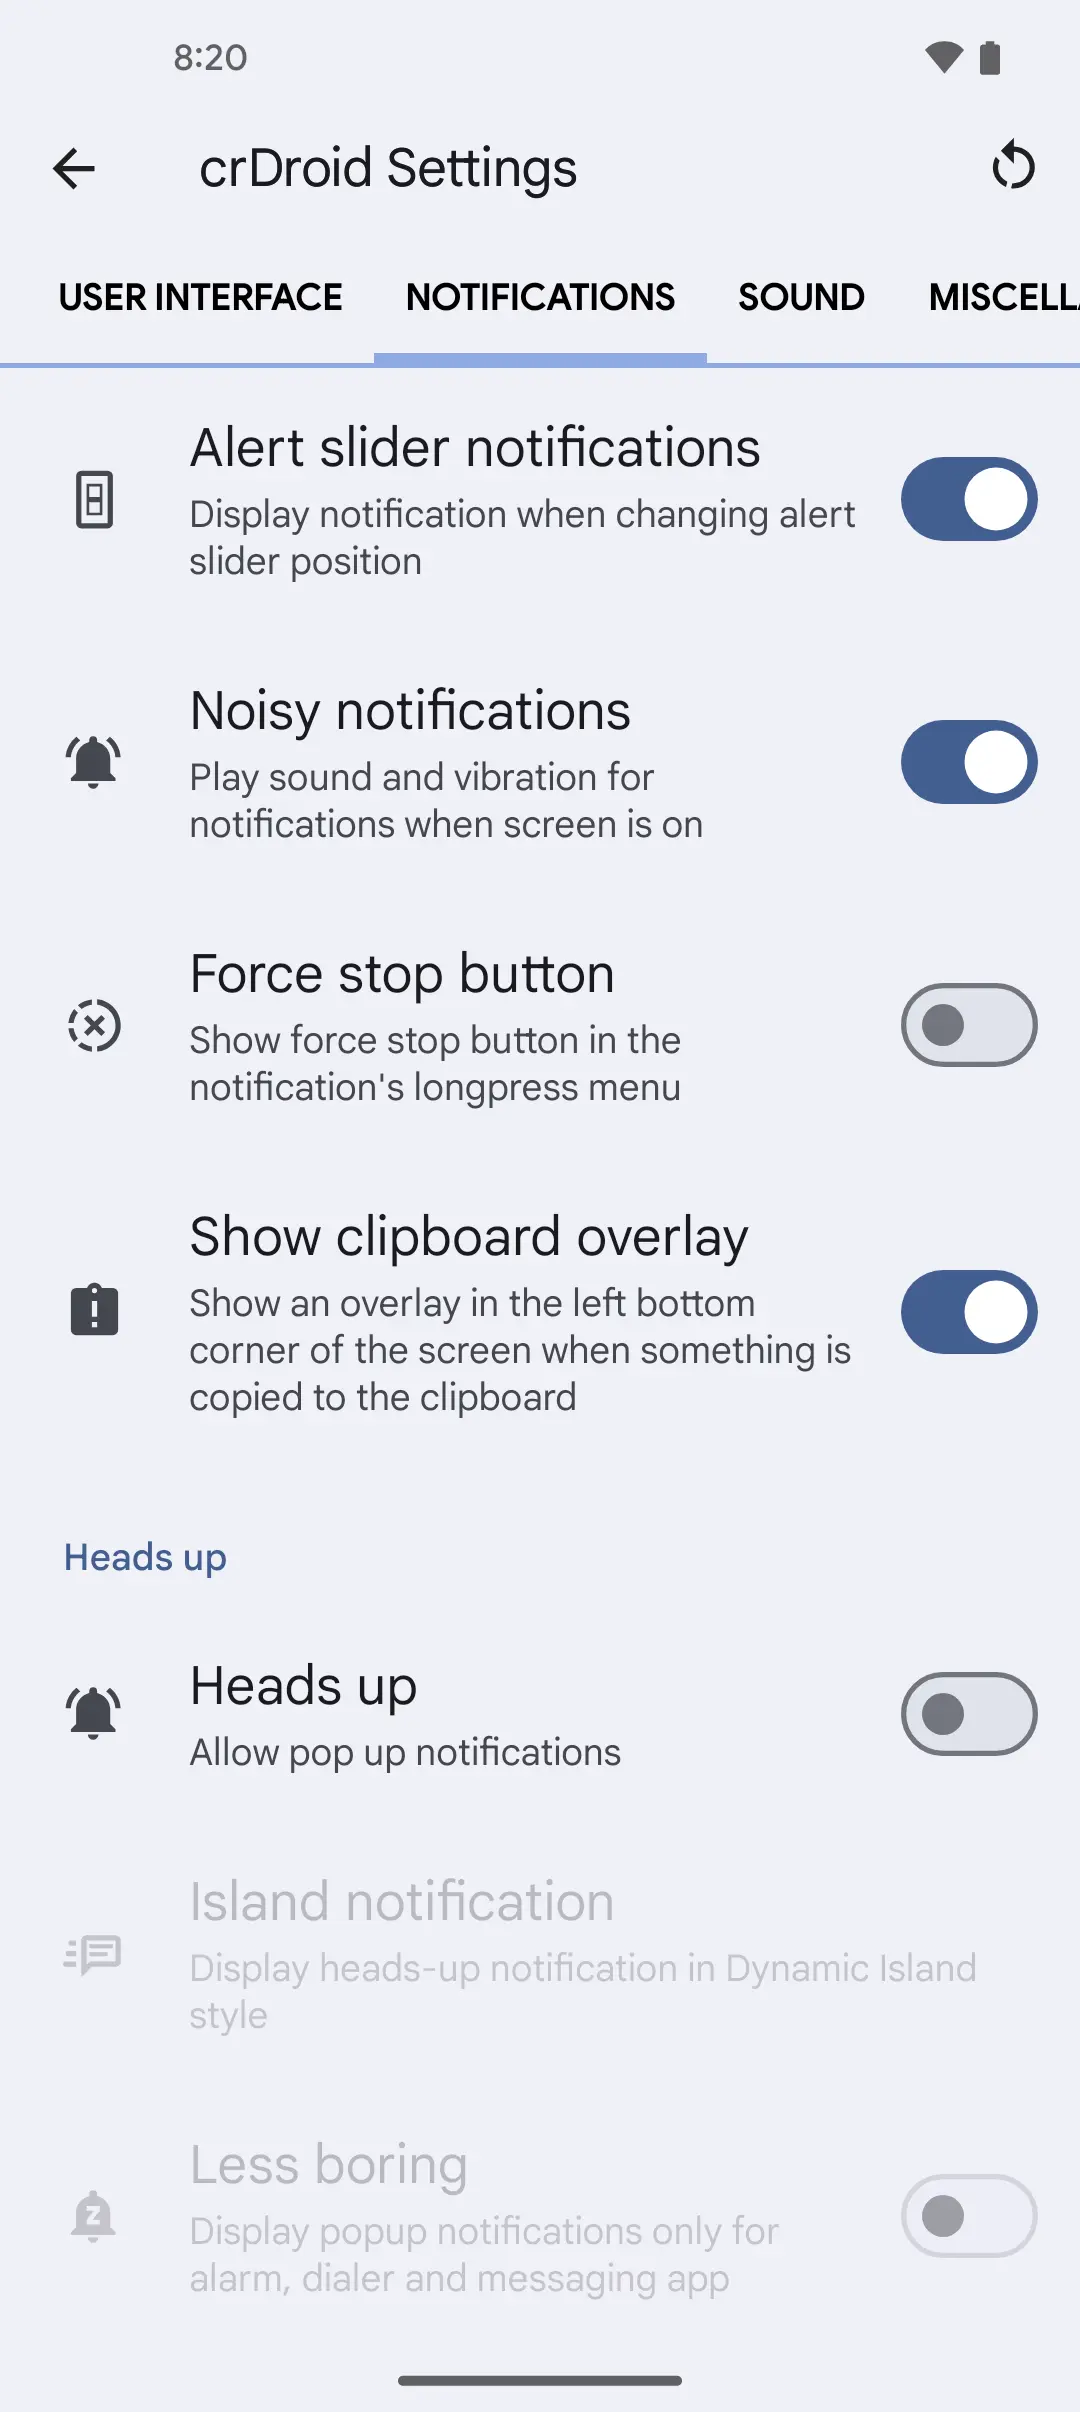 8:20
crDroid Settings
USER INTERFACE NOTIFICATIONS SOUND MISCELLA
Alert slider notifications
Display notification when changing alert
slider position
Noisy notifications
Play sound and vibration for
notifications when screen is on
Force stop button
Show force stop button in the
notification's longpress menu
Show clipboard overlay
Show an overlay in the left bottom
corner of the screen when something is
copied to the clipboard
Heads up
Heads up
Allow pop up notifications
Island notification
Display heads-up notification in Dynamic Island
style
Less boring
Display popup notifications only for
alarm, dialer and messaging app